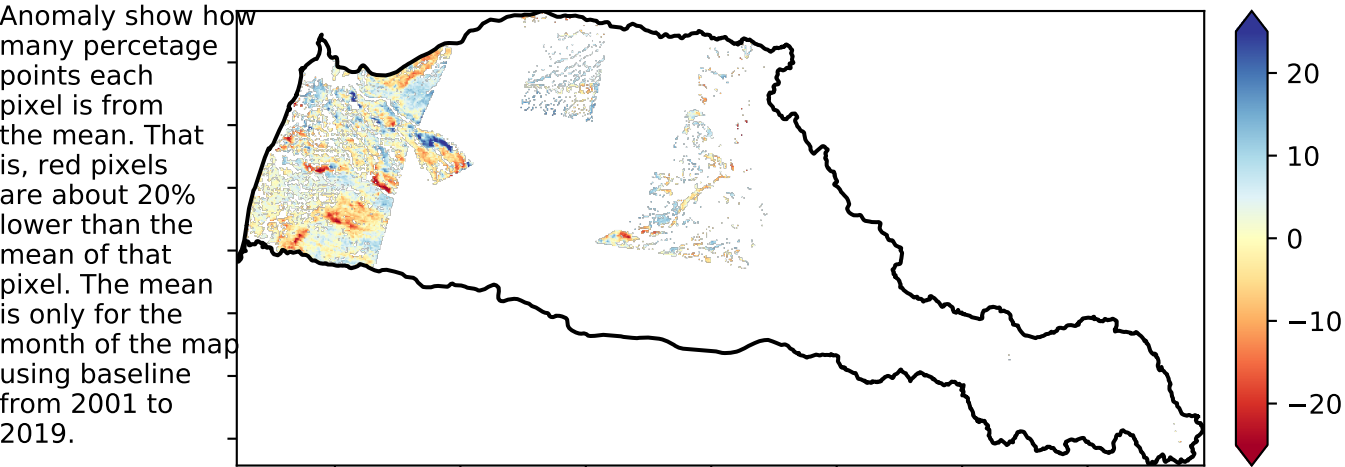 Anomaly show how
many percetage
points each
pixel is from
the mean. That
is, red pixels
are about 20%
lower than the
mean of that
pixel. The mean
is only for the
month of the map
using baseline
from 2001 to
2019.
20
10
0
−10
−20